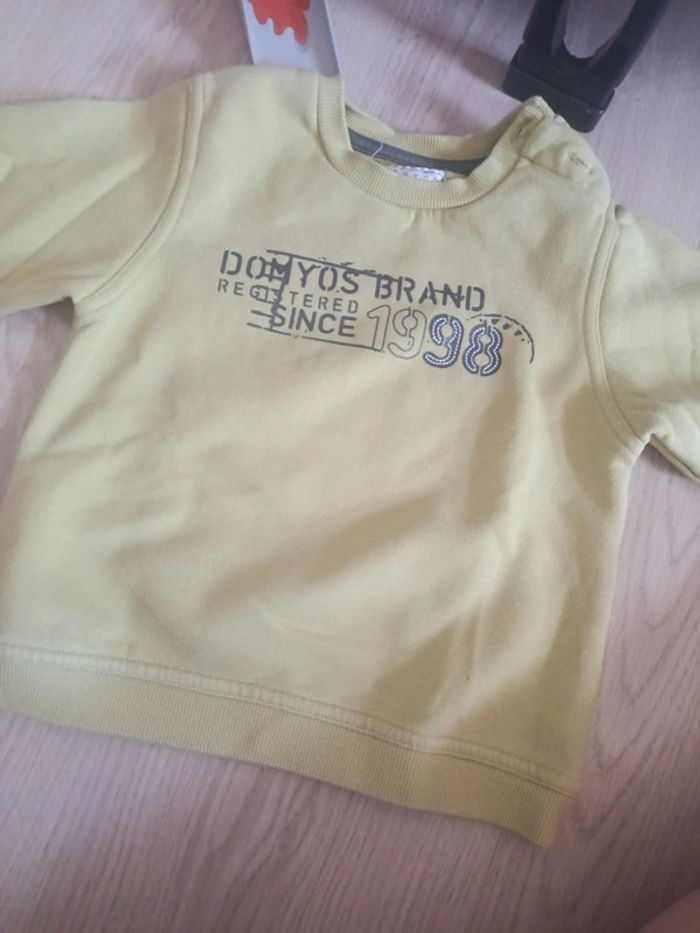 DOMYOS BRAND
REGISTERED
SINCE 1998